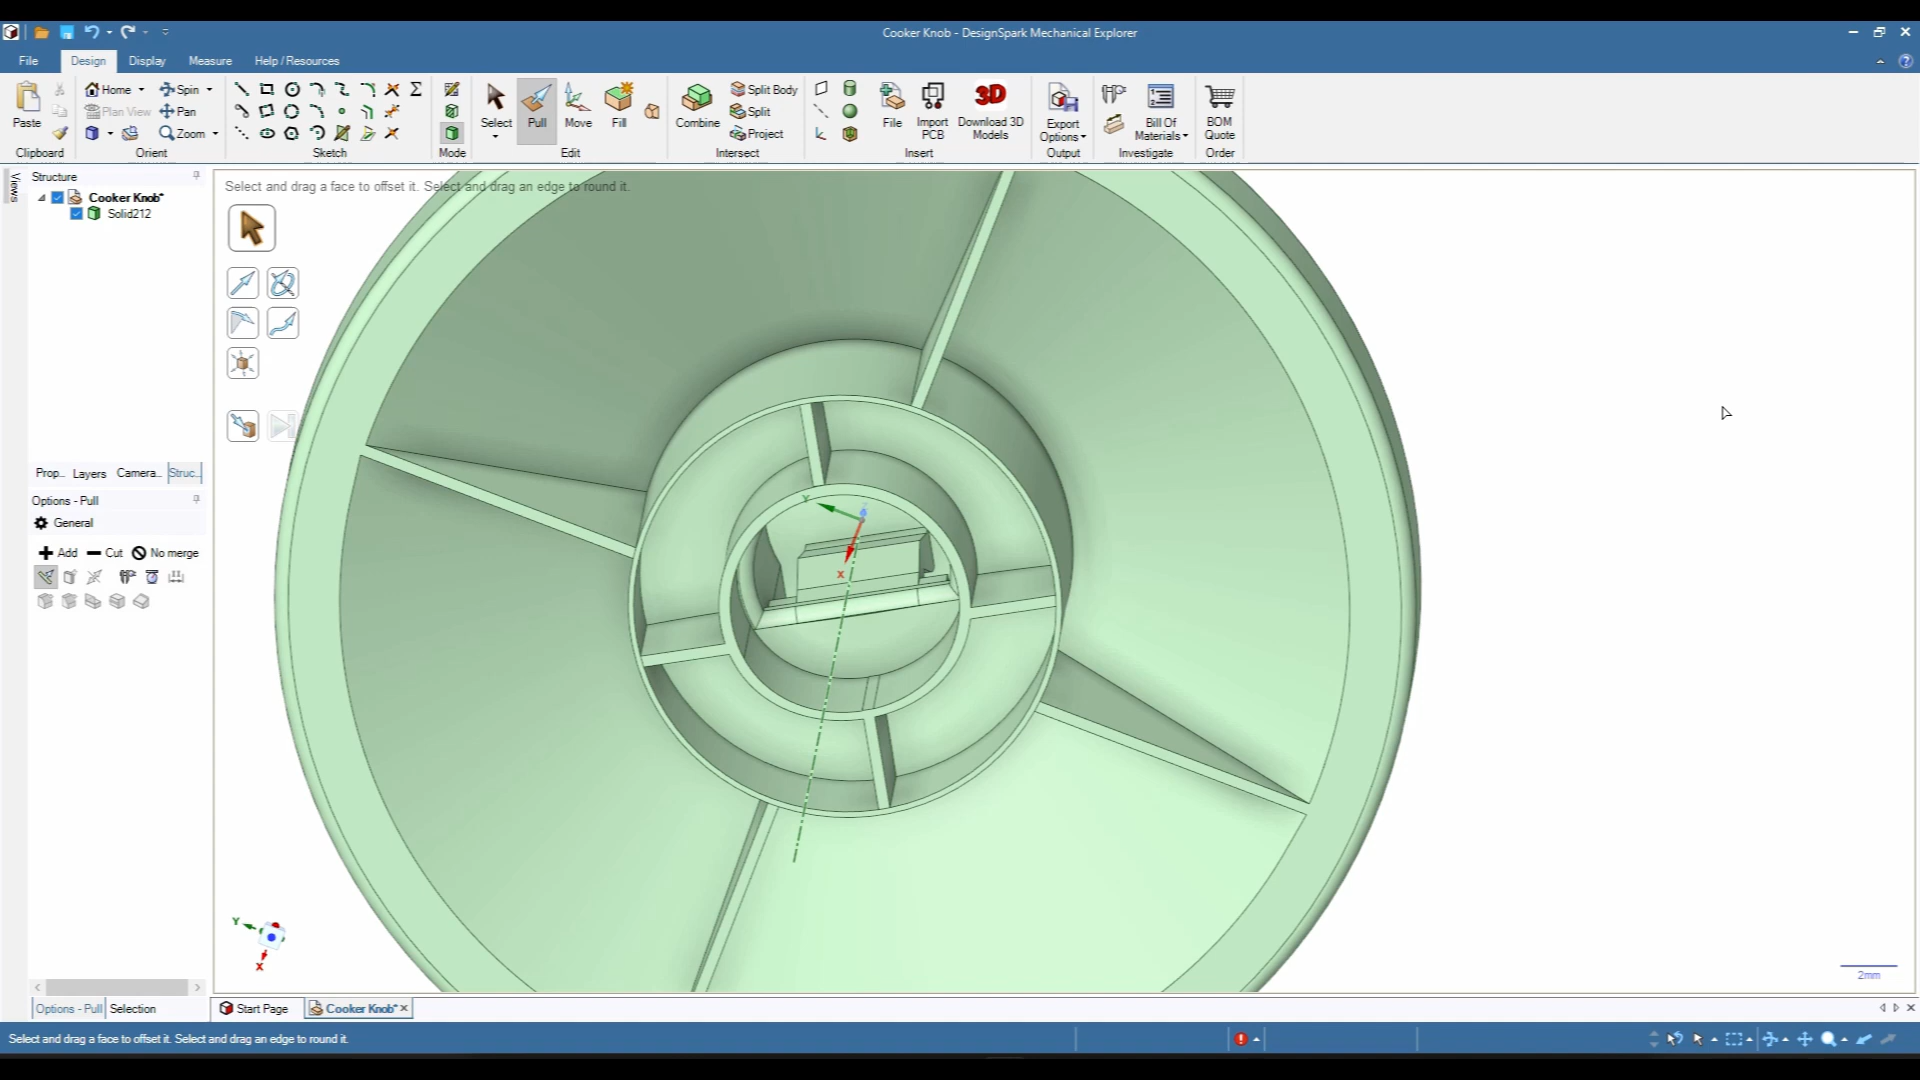 Cooker Knob - DesignSpark Mechanical Explorer
File Design Display Measure Help / Resources
Paste
Home Spin
Plan View Pan
Zoom
Select Pull Move Fill
Combine
Split Body
Split
Project
File Import PCB Download 3D Models
3D
Export Options
Bill Of Materials
BOM Quote
Clipboard Orient Sketch Mode Edit Intersect Insert Output Investigate Order
Views
Structure
Cooker Knob*
Solid212
Select and drag a face to offset it. Select and drag an edge to round it.
Prop... Layers Camera... Struc...
Options - Pull
General
Add Cut No merge
Y
X
Y
X
2mm
Options - Pull Selection
Start Page Cooker Knob*
Select and drag a face to offset it. Select and drag an edge to round it.